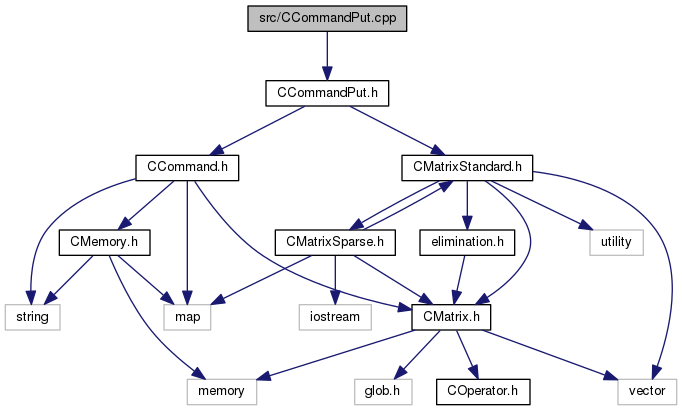 src/CCommandPut.cpp
CCommandPut.h
CCommand.h
CMatrixStandard.h
CMemory.h
CMatrixSparse.h
elimination.h
utility
string
map
iostream
CMatrix.h
memory
glob.h
COperator.h
vector